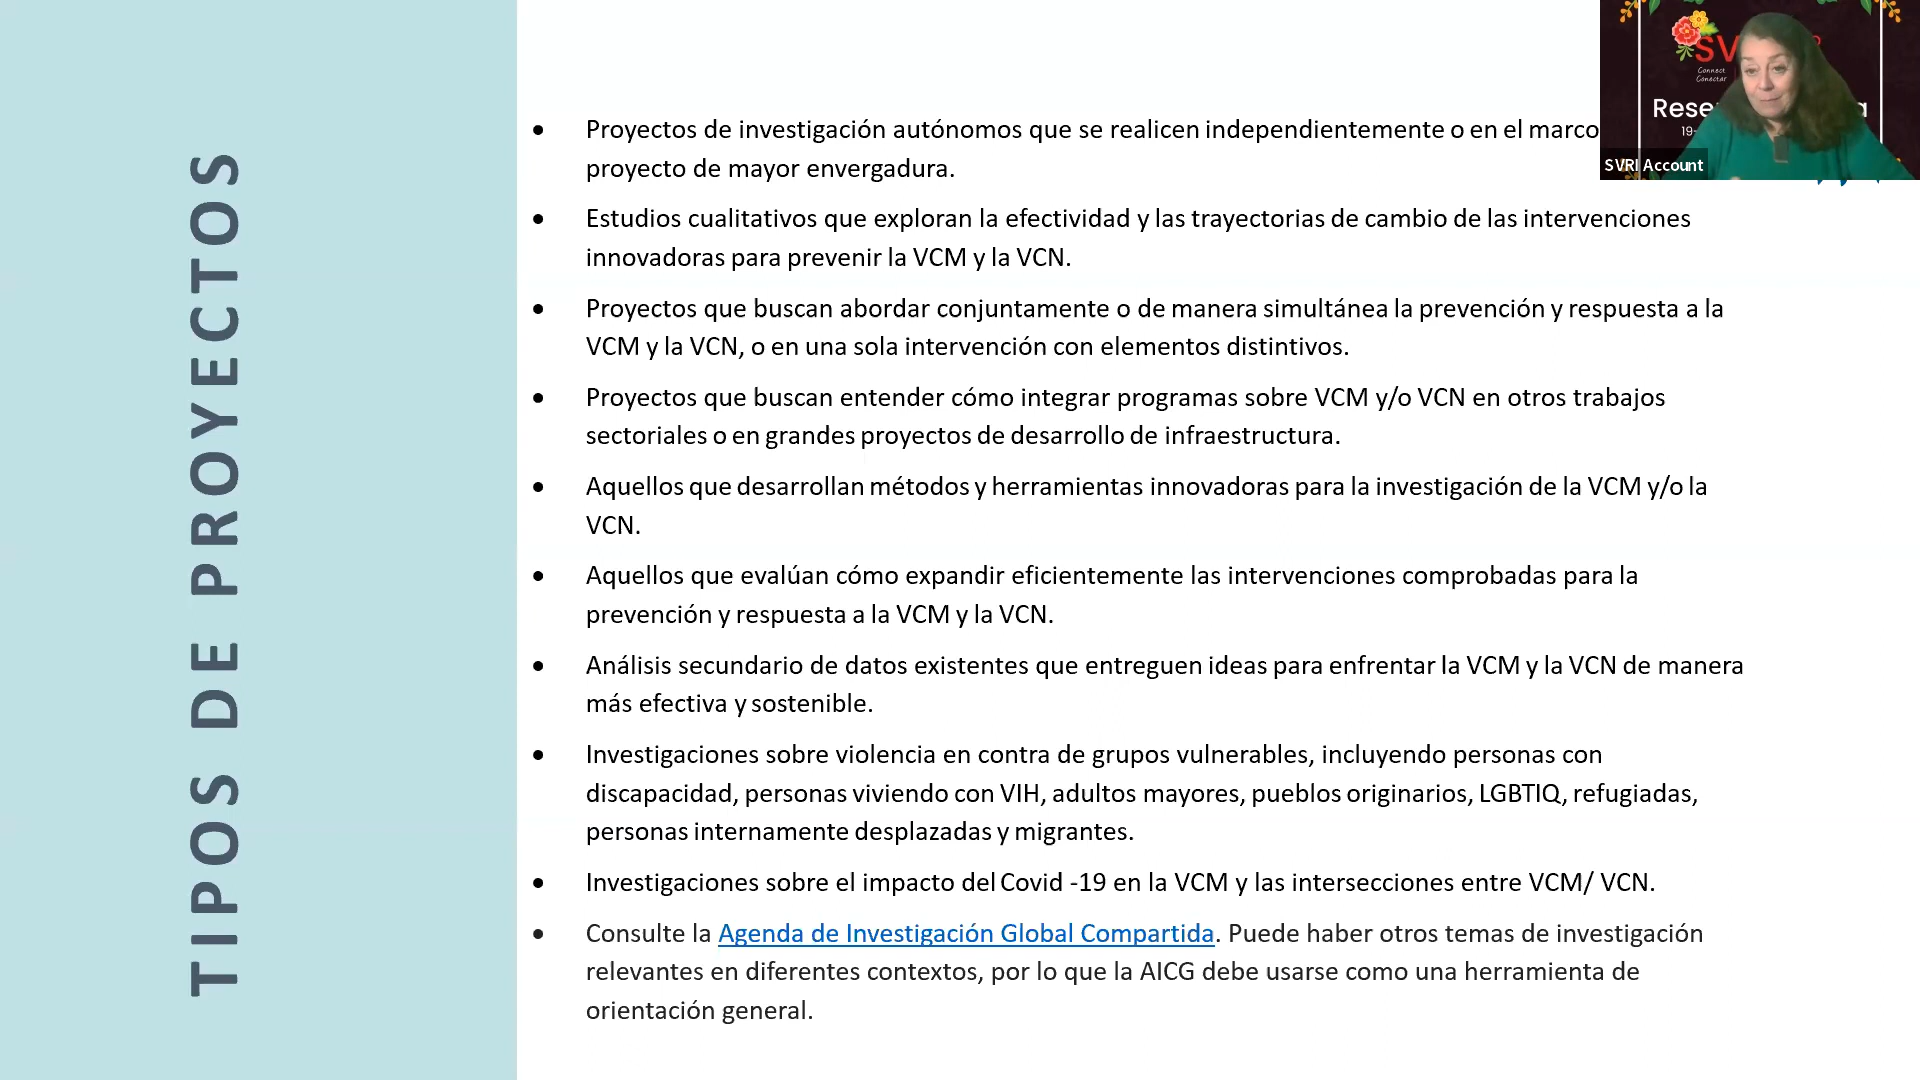 TIPOS DE PROYECTOS
Proyectos de investigación autónomos que se realicen independientemente o en el marco
proyecto de mayor envergadura.
Estudios cualitativos que exploran la efectividad y las trayectorias de cambio de las intervenciones
innovadoras para prevenir la VCM y la VCN.
Proyectos que buscan abordar conjuntamente o de manera simultánea la prevención y respuesta a la
VCM y la VCN, o en una sola intervención con elementos distintivos.
Proyectos que buscan entender cómo integrar programas sobre VCM y/o VCN en otros trabajos
sectoriales o en grandes proyectos de desarrollo de infraestructura.
Aquellos que desarrollan métodos y herramientas innovadoras para la investigación de la VCM y/o la
VCN.
Aquellos que evalúan cómo expandir eficientemente las intervenciones comprobadas para la
prevención y respuesta a la VCM y la VCN.
Análisis secundario de datos existentes que entreguen ideas para enfrentar la VCM y la VCN de manera
más efectiva y sostenible.
Investigaciones sobre violencia en contra de grupos vulnerables, incluyendo personas con
discapacidad, personas viviendo con VIH, adultos mayores, pueblos originarios, LGBTIQ, refugiadas,
personas internamente desplazadas y migrantes.
Investigaciones sobre el impacto del Covid -19 en la VCM y las intersecciones entre VCM/ VCN.
Consulte la Agenda de Investigación Global Compartida. Puede haber otros temas de investigación
relevantes en diferentes contextos, por lo que la AICG debe usarse como una herramienta de
orientación general.
Connect
Conectar
SVRI Account